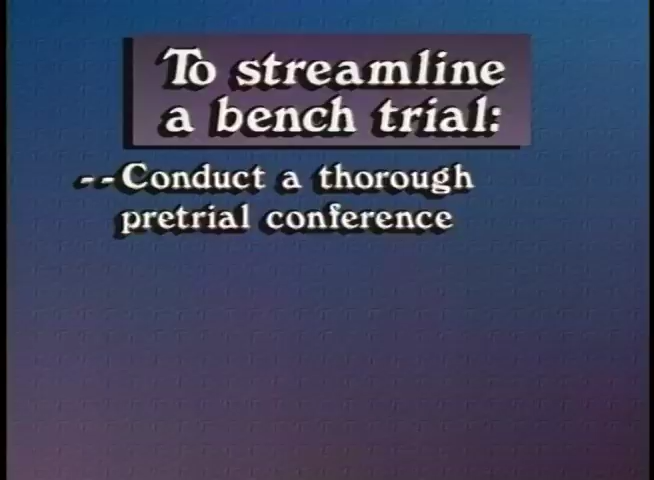 To streamline
a bench trial:
--Conduct a thorough
pretrial conference